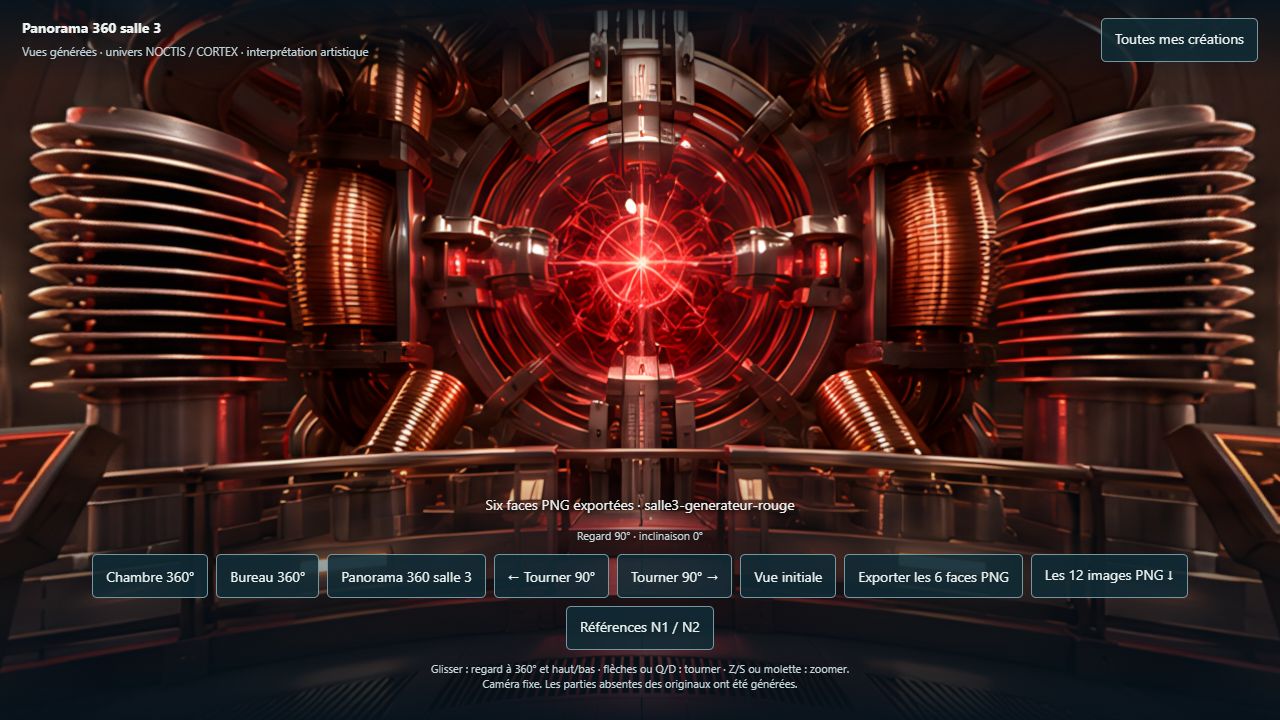 Panorama 360 salle 3
Vues générées · univers NOCTIS / CORTEX · interprétation artistique
Toutes mes créations
Six faces PNG exportées · salle3-generateur-rouge
Regard 90° · inclinaison 0°
Chambre 360°
Bureau 360°
Panorama 360 salle 3
← Tourner 90°
Tourner 90° →
Vue initiale
Exporter les 6 faces PNG
Les 12 images PNG ↓
Références N1 / N2
Glisser : regard à 360° et haut/bas · flèches ou Q/D : tourner · Z/S ou molette : zoomer.
Caméra fixe. Les parties absentes des originaux ont été générées.